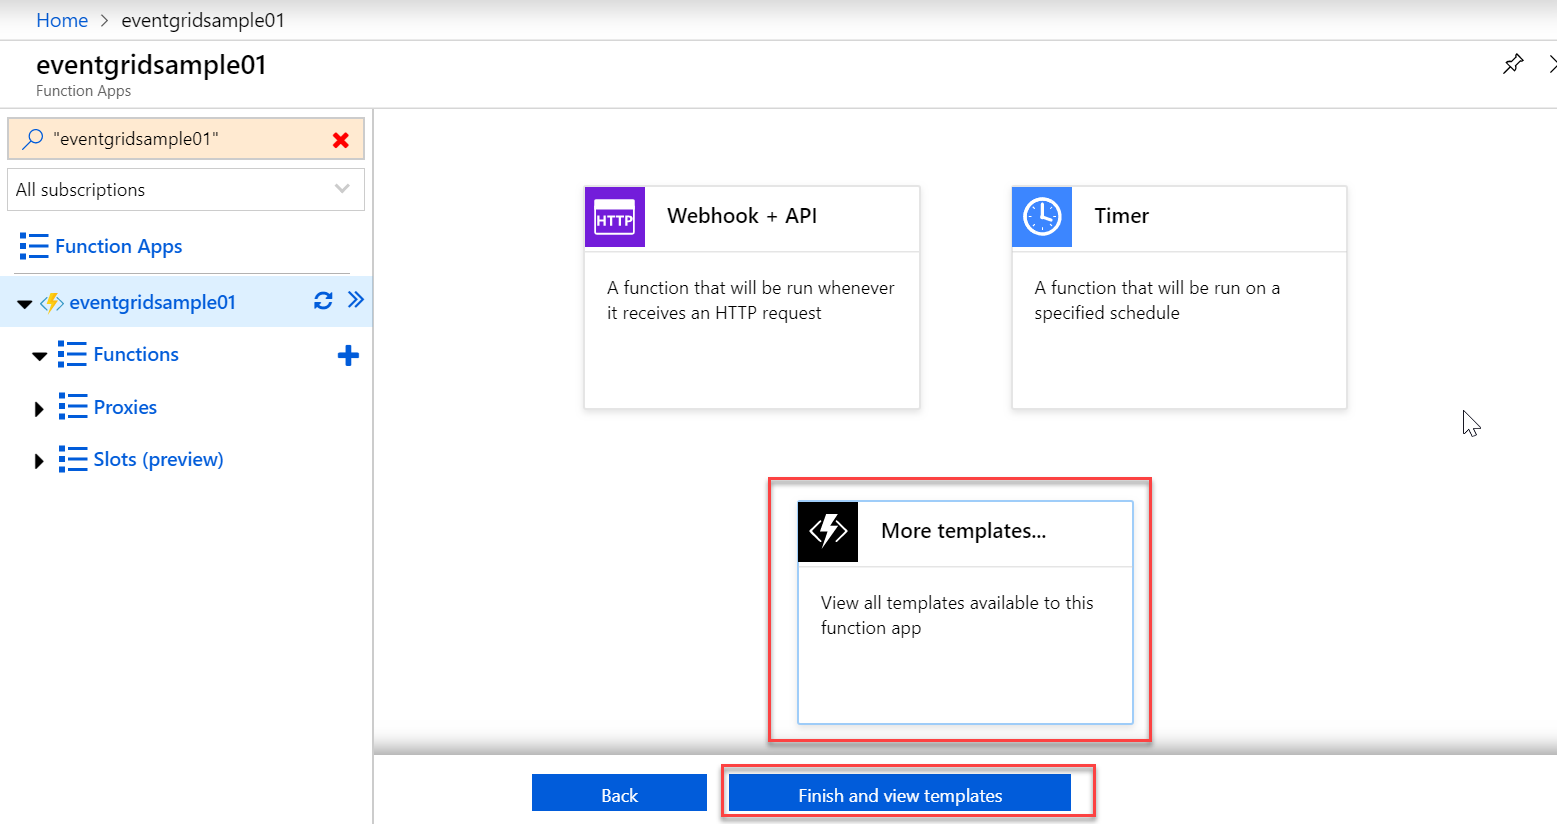 Home > eventgridsample01
eventgridsample01
Function Apps
"eventgridsample01"
All subscriptions
Function Apps
eventgridsample01
Functions
Proxies
Slots (preview)
HTTP
Webhook + API
A function that will be run whenever
it receives an HTTP request
Timer
A function that will be run on a
specified schedule
More templates...
View all templates available to this
function app
Back
Finish and view templates